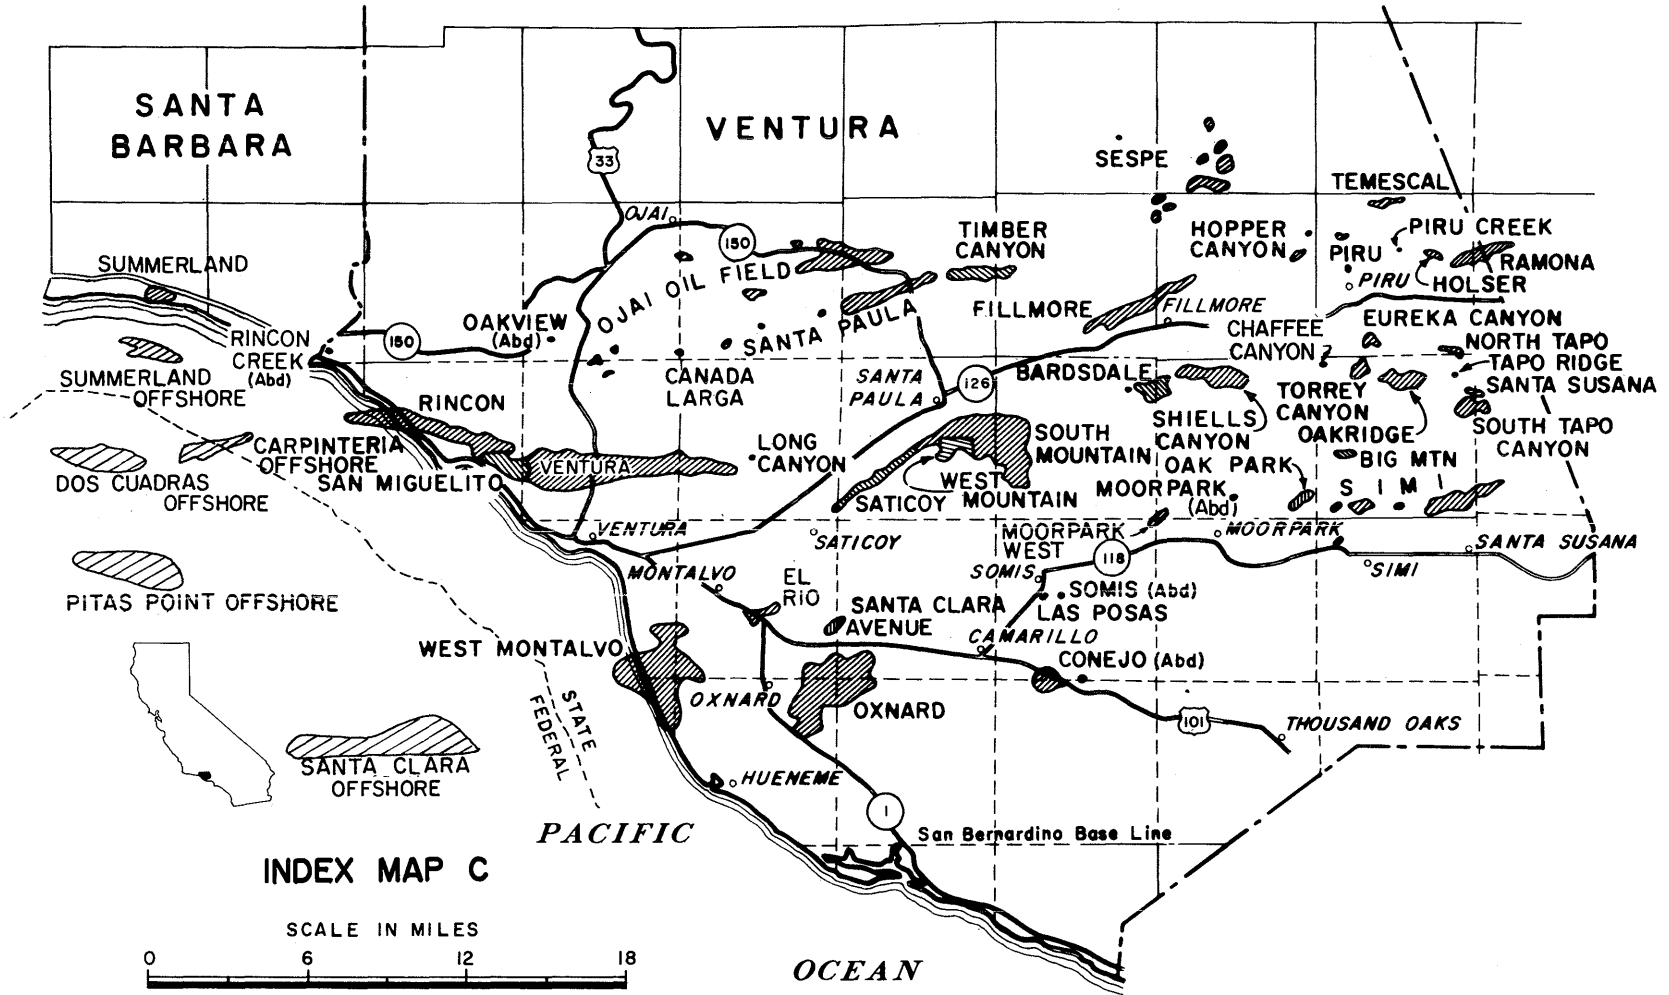 SANTA
BARBARA
VENTURA
33
SESPE
TEMESCAL
OJAI
150
TIMBER
CANYON
HOPPER
CANYON
PIRU CREEK
PIRU
RAMONA
HOLSER
PIRU
SUMMERLAND
OJAI OIL FIELD
SANTA PAULA
FILLMORE
FILLMORE
CHAFFEE
CANYON
EUREKA CANYON
NORTH TAPO
TAPO RIDGE
SANTA SUSANA
RINCON
CREEK
(Abd)
150
OAKVIEW
(Abd)
SUMMERLAND
OFFSHORE
CANADA
LARGA
SANTA
PAULA
126
BARDSDALE
SHIELLS
CANYON
TORREY
CANYON
OAKRIDGE
SOUTH TAPO
CANYON
RINCON
CARPINTERIA
OFFSHORE
SAN MIGUELITO
VENTURA
LONG
CANYON
SOUTH
MOUNTAIN
WEST
MOUNTAIN
SATICOY
OAK PARK
BIG MTN
SIMI
DOS CUADRAS
OFFSHORE
MOORPARK
(Abd)
MOORPARK
WEST
MOORPARK
VENTURA
SATICOY
118
SANTA SUSANA
SIMI
SOMIS
SOMIS (Abd)
LAS POSAS
PITAS POINT OFFSHORE
MONTALVO
EL
RIO
SANTA CLARA
AVENUE
CAMARILLO
CONEJO (Abd)
WEST MONTALVO
OXNARD
OXNARD
101
THOUSAND OAKS
STATE
FEDERAL
SANTA CLARA
OFFSHORE
HUENEME
1
San Bernardino Base Line
PACIFIC
OCEAN
INDEX MAP C
SCALE IN MILES
0 6 12 18